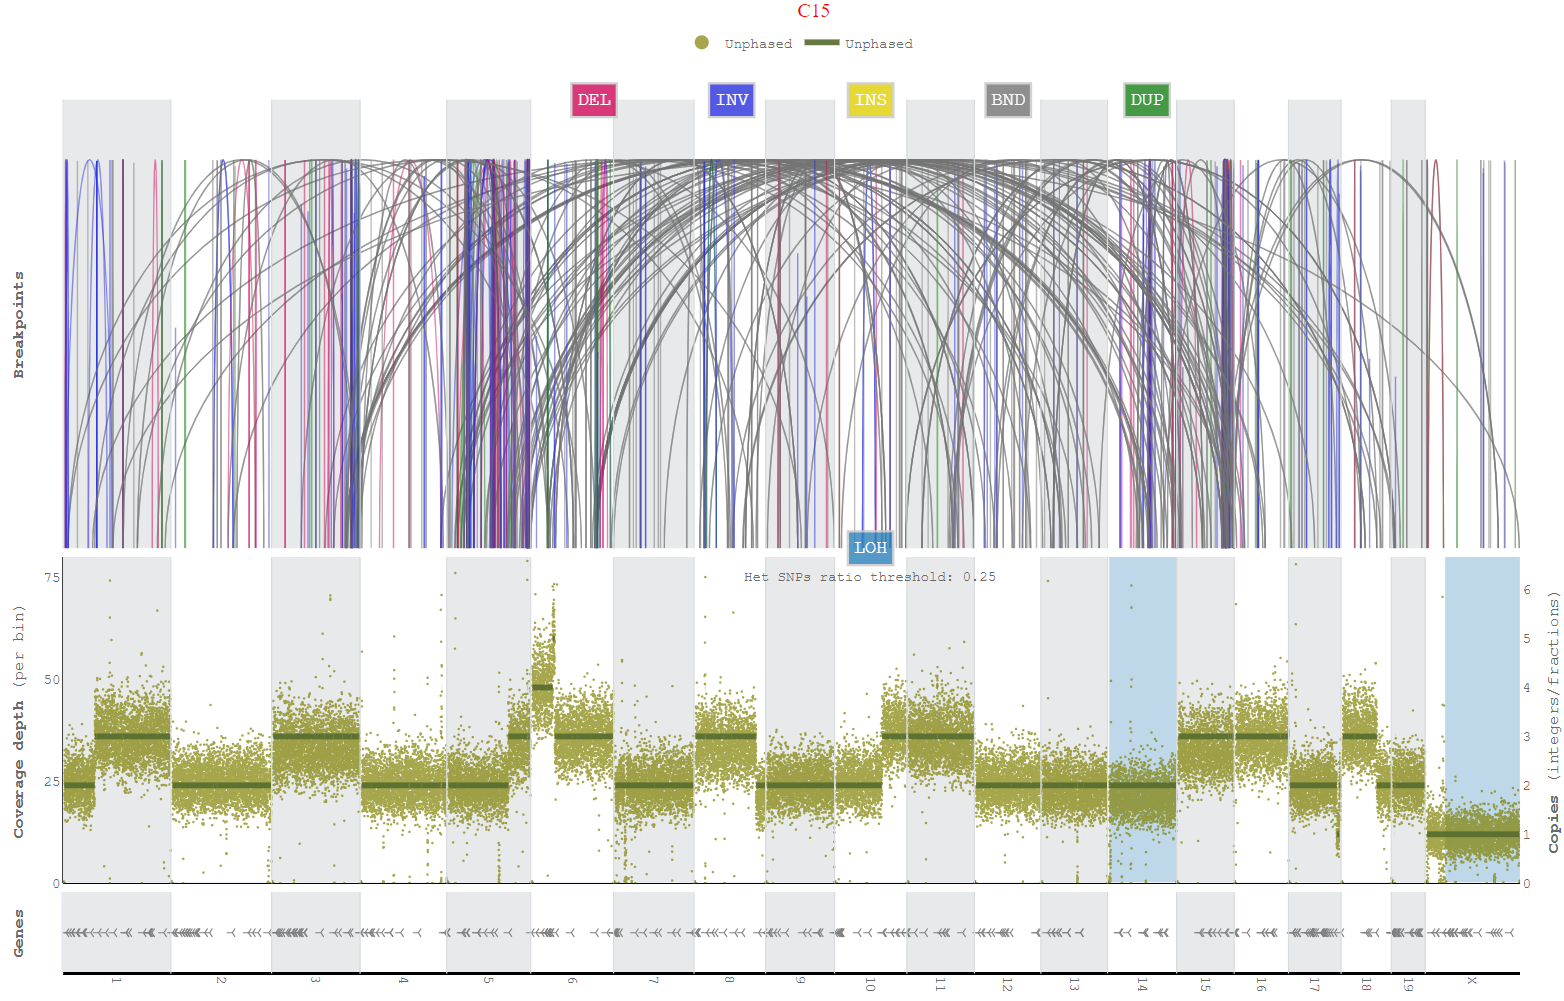 C15
Unphased Unphased
DEL INV INS BND DUP
Breakpoints
LOH
Het SNPs ratio threshold: 0.25
Coverage depth (per bin)
75
50
25
0
6
5
4
3
2
1
0
Copies (integers/fractions)
Genes
1 2 3 4 5 6 7 8 9 10 11 12 13 14 15 16 17 18 19 X